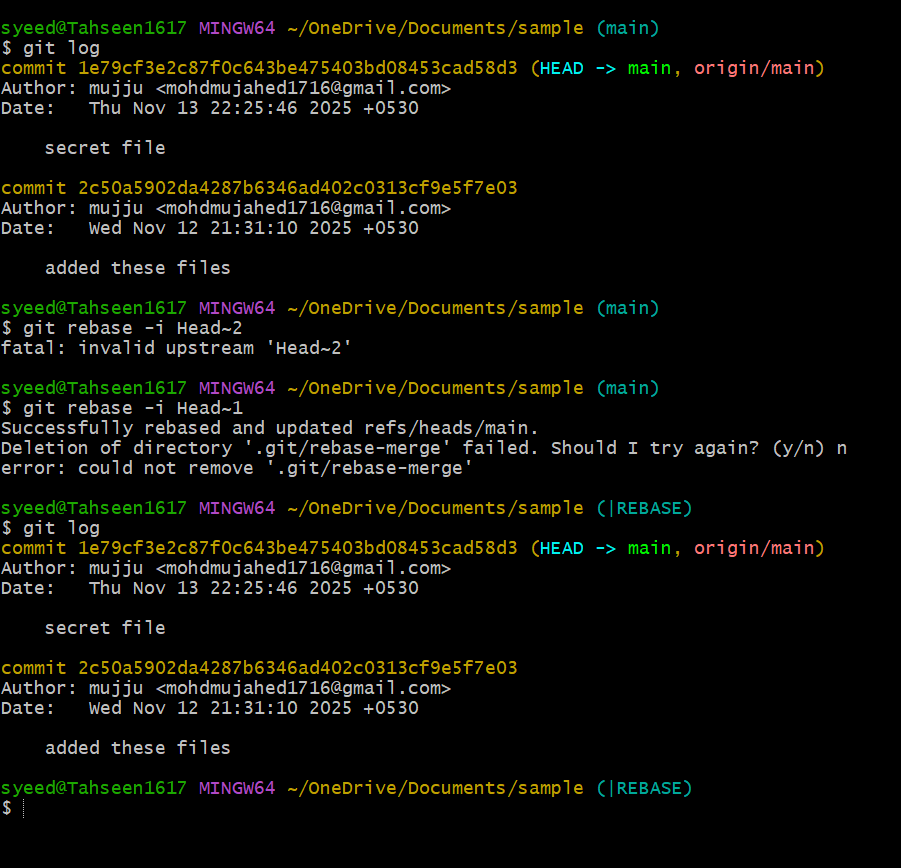 syeed@Tahseen1617 MINGW64 ~/OneDrive/Documents/sample (main)
$ git log
commit 1e79cf3e2c87f0c643be475403bd08453cad58d3 (HEAD -> main, origin/main)
Author: mujju <mohdmujahed1716@gmail.com>
Date:   Thu Nov 13 22:25:46 2025 +0530
    secret file
commit 2c50a5902da4287b6346ad402c0313cf9e5f7e03
Author: mujju <mohdmujahed1716@gmail.com>
Date:   Wed Nov 12 21:31:10 2025 +0530
    added these files
syeed@Tahseen1617 MINGW64 ~/OneDrive/Documents/sample (main)
$ git rebase -i Head~2
fatal: invalid upstream 'Head~2'
syeed@Tahseen1617 MINGW64 ~/OneDrive/Documents/sample (main)
$ git rebase -i Head~1
Successfully rebased and updated refs/heads/main.
Deletion of directory '.git/rebase-merge' failed. Should I try again? (y/n) n
error: could not remove '.git/rebase-merge'
syeed@Tahseen1617 MINGW64 ~/OneDrive/Documents/sample (|REBASE)
$ git log
commit 1e79cf3e2c87f0c643be475403bd08453cad58d3 (HEAD -> main, origin/main)
Author: mujju <mohdmujahed1716@gmail.com>
Date:   Thu Nov 13 22:25:46 2025 +0530
    secret file
commit 2c50a5902da4287b6346ad402c0313cf9e5f7e03
Author: mujju <mohdmujahed1716@gmail.com>
Date:   Wed Nov 12 21:31:10 2025 +0530
    added these files
syeed@Tahseen1617 MINGW64 ~/OneDrive/Documents/sample (|REBASE)
$